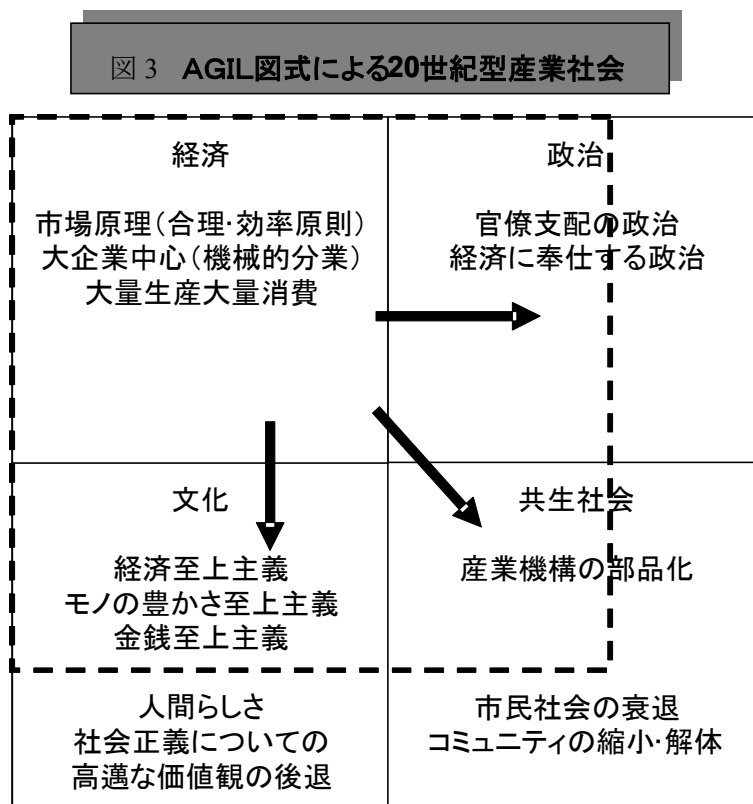 図3 AGIL図式による20世紀型産業社会
経済
市場原理(合理・効率原則)
大企業中心(機械的分業)
大量生産大量消費
政治
官僚支配の政治
経済に奉仕する政治
文化
経済至上主義
モノの豊かさ至上主義
金銭至上主義
人間らしさ
社会正義についての
高邁な価値観の後退
共生社会
産業機構の部品化
市民社会の衰退
コミュニティの縮小・解体